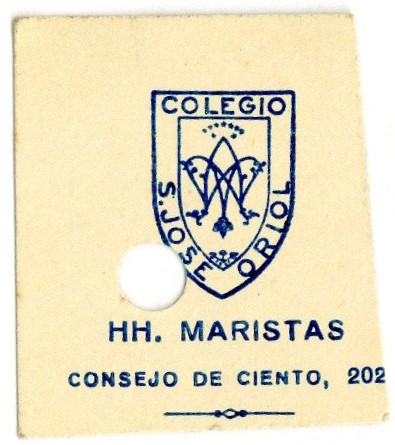 COLEGIO
S. JOSE ORIOL
HH. MARISTAS
CONSEJO DE CIENTO, 202